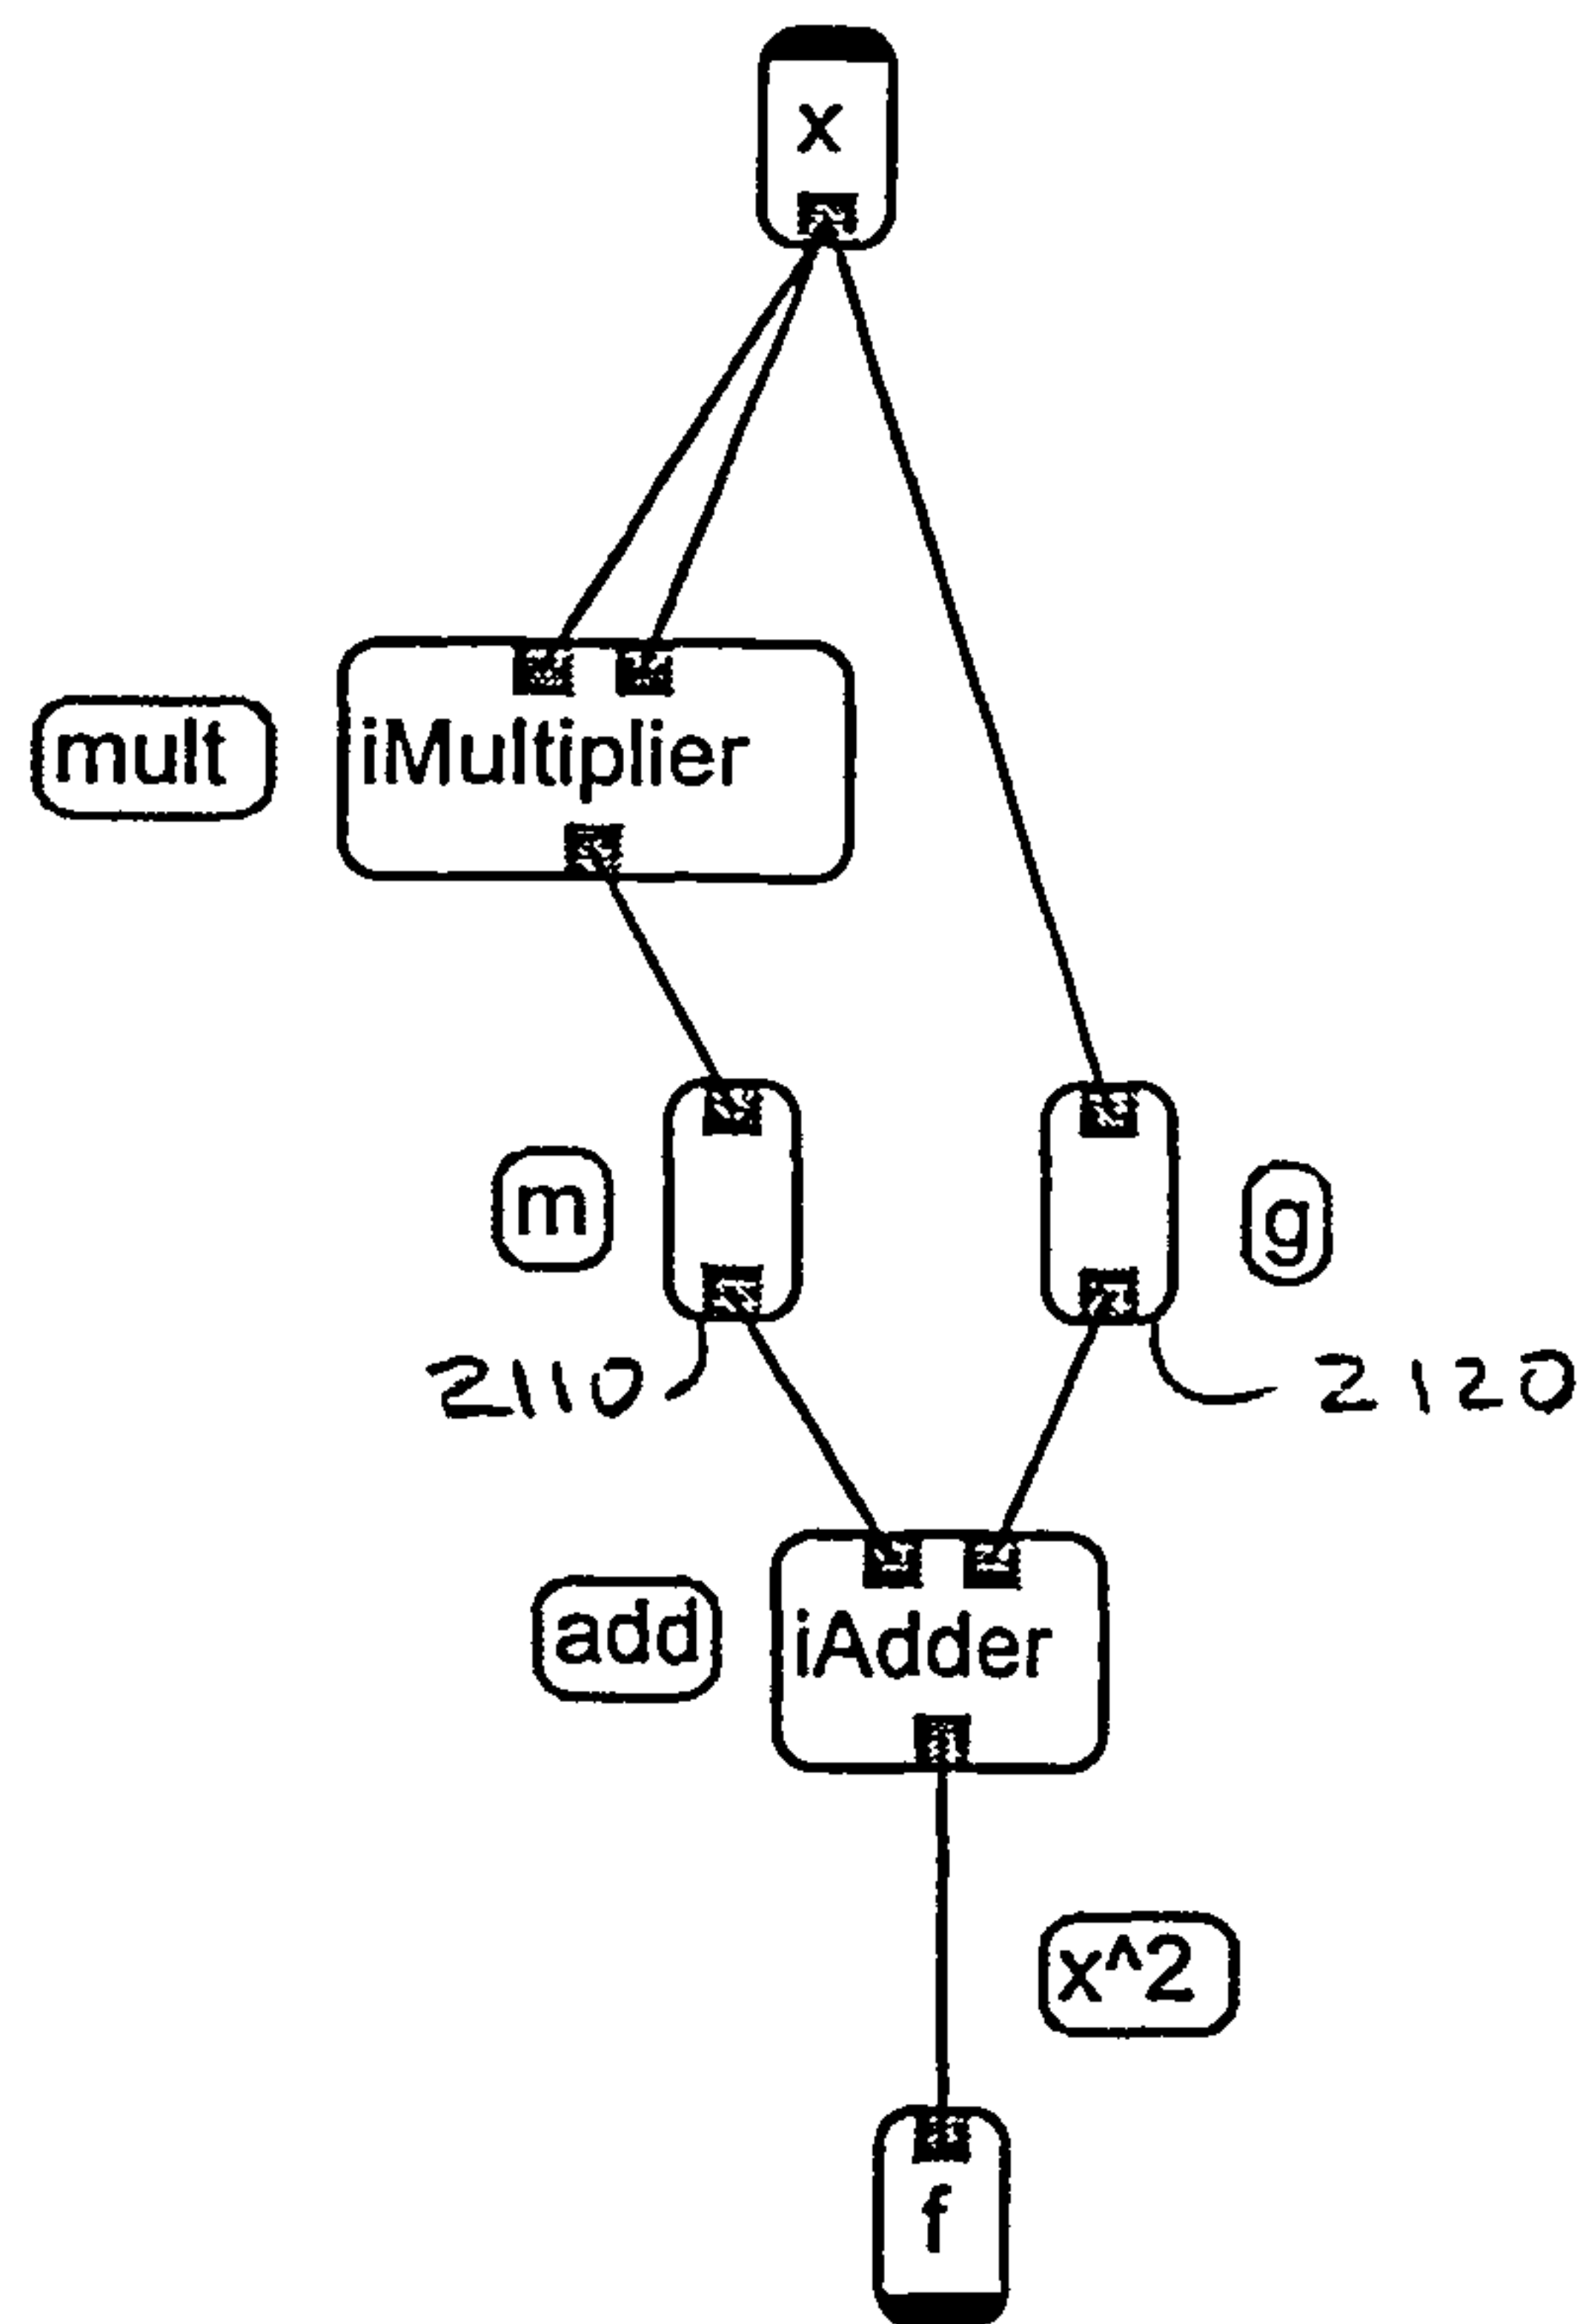 x
mult
iMultiplier
m
g
2110
2120
add
iAdder
x^2
f